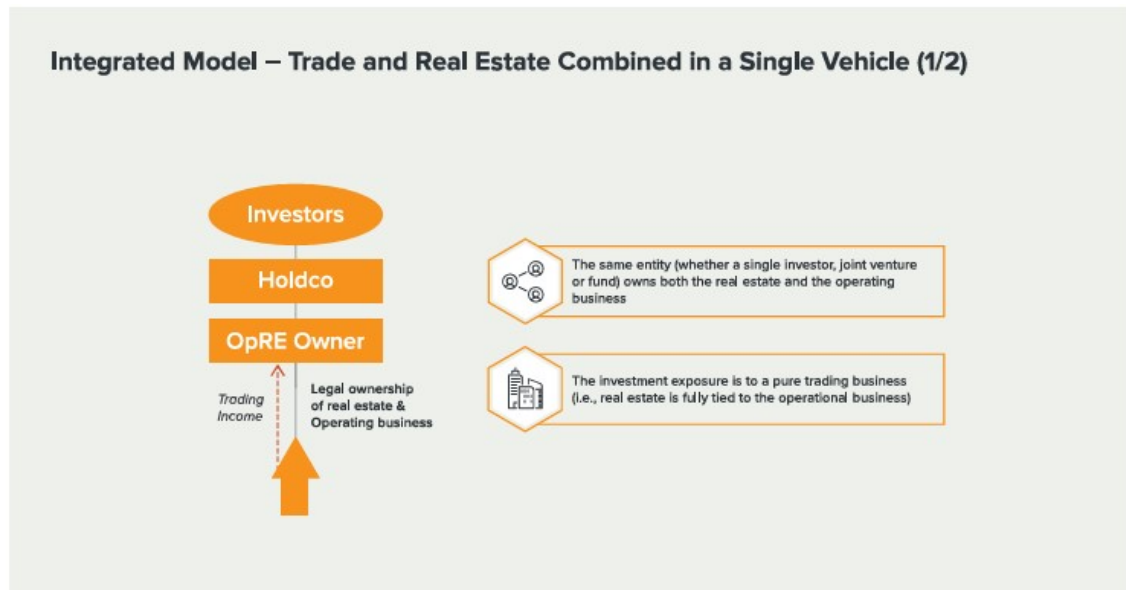 Integrated Model – Trade and Real Estate Combined in a Single Vehicle (1/2)
Investors
Holdco
OpRE Owner
Trading
Income
Legal ownership
of real estate &
Operating business
The same entity (whether a single investor, joint venture
or fund) owns both the real estate and the operating
business
The investment exposure is to a pure trading business
(i.e., real estate is fully tied to the operational business)